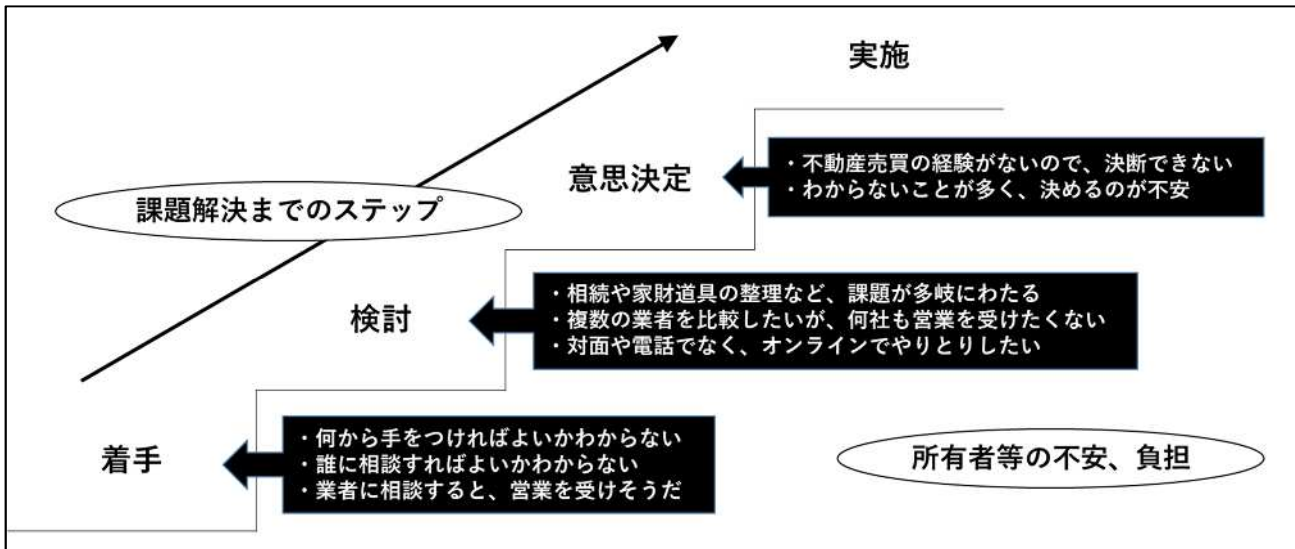 実施
意思決定
・不動産売買の経験がないので、決断できない
・わからないことが多く、決めるのが不安
課題解決までのステップ
検討
・相続や家財道具の整理など、課題が多岐にわたる
・複数の業者を比較したいが、何社も営業を受けたくない
・対面や電話でなく、オンラインでやりとりしたい
着手
・何から手をつければよいかわからない
・誰に相談すればよいかわからない
・業者に相談すると、営業を受けそうだ
所有者等の不安、負担